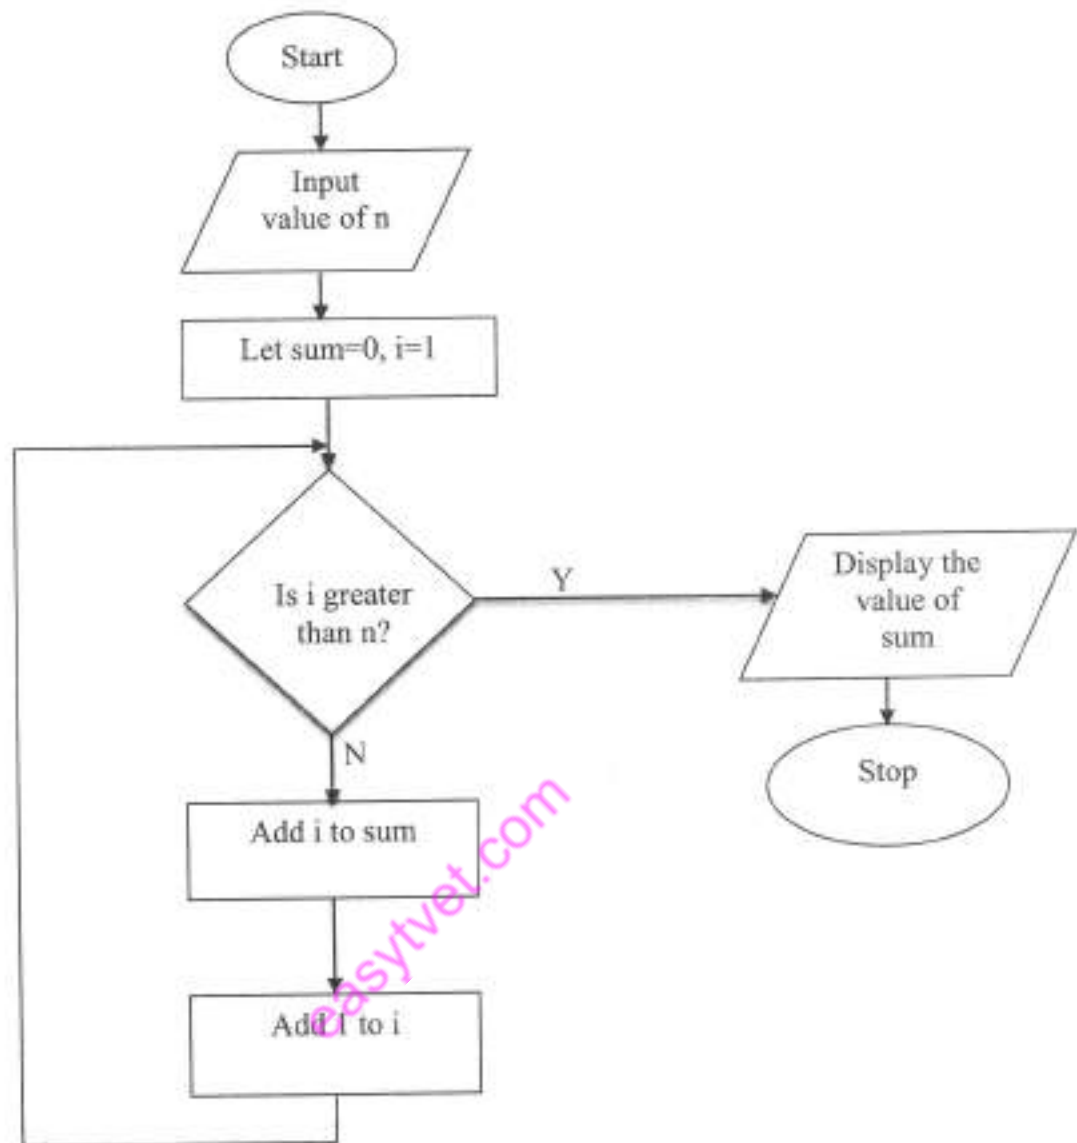 Start
Input
value of n
Let sum=0, i=1
Is i greater
than n?
Y
Display the
value of
sum
Stop
N
Add i to sum
Add 1 to i
easytvet.com